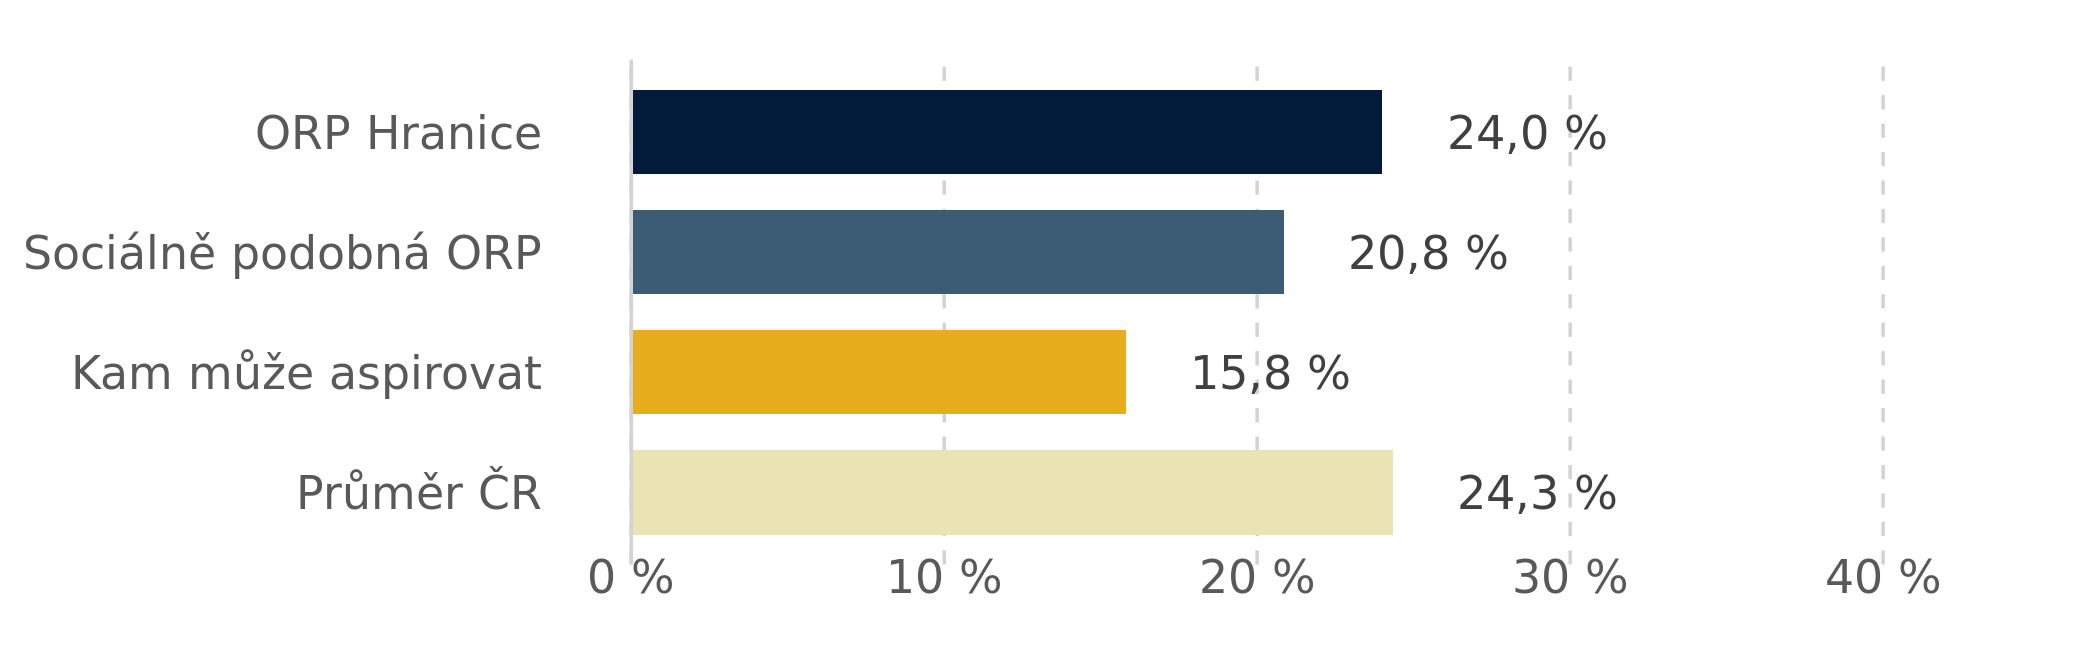 ORP Hranice
24,0 %
Sociálně podobná ORP
20,8 %
Kam může aspirovat
15,8 %
Průměr ČR
24,3 %
0 % 10 % 20 % 30 % 40 %